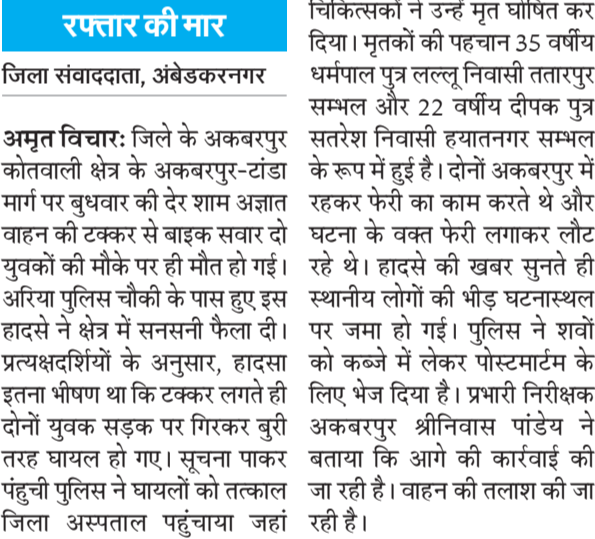 रफ्तार की मार
जिला संवाददाता, अंबेडकरनगर
अमृत विचार: जिले के अकबरपुर
कोतवाली क्षेत्र के अकबरपुर-टांडा
मार्ग पर बुधवार की देर शाम अज्ञात
वाहन की टक्कर से बाइक सवार दो
युवकों की मौके पर ही मौत हो गई।
अरिया पुलिस चौकी के पास हुए इस
हादसे ने क्षेत्र में सनसनी फैला दी।
प्रत्यक्षदर्शियों के अनुसार, हादसा
इतना भीषण था कि टक्कर लगते ही
दोनों युवक सड़क पर गिरकर बुरी
तरह घायल हो गए। सूचना पाकर
पंहुची पुलिस ने घायलों को तत्काल
जिला अस्पताल पहुंचाया जहां
चिकित्सकों ने उन्हें मृत घोषित कर
दिया। मृतकों की पहचान 35 वर्षीय
धर्मपाल पुत्र लल्लू निवासी ततारपुर
सम्भल और 22 वर्षीय दीपक पुत्र
सतरेश निवासी हयातनगर सम्भल
के रूप में हुई है। दोनों अकबरपुर में
रहकर फेरी का काम करते थे और
घटना के वक्त फेरी लगाकर लौट
रहे थे। हादसे की खबर सुनते ही
स्थानीय लोगों की भीड़ घटनास्थल
पर जमा हो गई। पुलिस ने शवों
को कब्जे में लेकर पोस्टमार्टम के
लिए भेज दिया है। प्रभारी निरीक्षक
अकबरपुर श्रीनिवास पांडेय ने
बताया कि आगे की कार्रवाई की
जा रही है। वाहन की तलाश की जा
रही है।